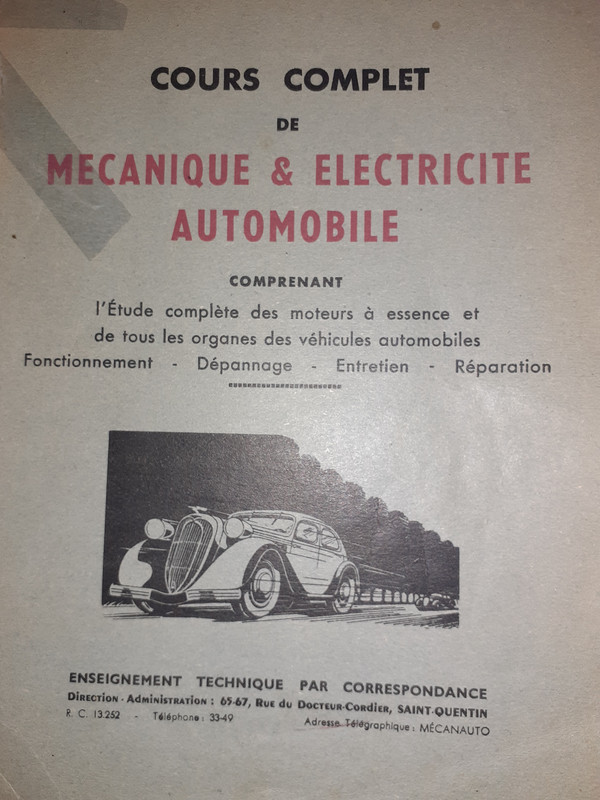 COURS COMPLET
DE
MECANIQUE & ELECTRICITE
AUTOMOBILE
COMPRENANT
l'Étude complète des moteurs à essence et
de tous les organes des véhicules automobiles
Fonctionnement - Dépannage - Entretien - Réparation
ENSEIGNEMENT TECHNIQUE PAR CORRESPONDANCE
Direction - Administration : 65-67, Rue du Docteur-Cordier, SAINT-QUENTIN
R. C. 13.252 - Téléphone : 33-49 Adresse Télégraphique : MÉCANAUTO